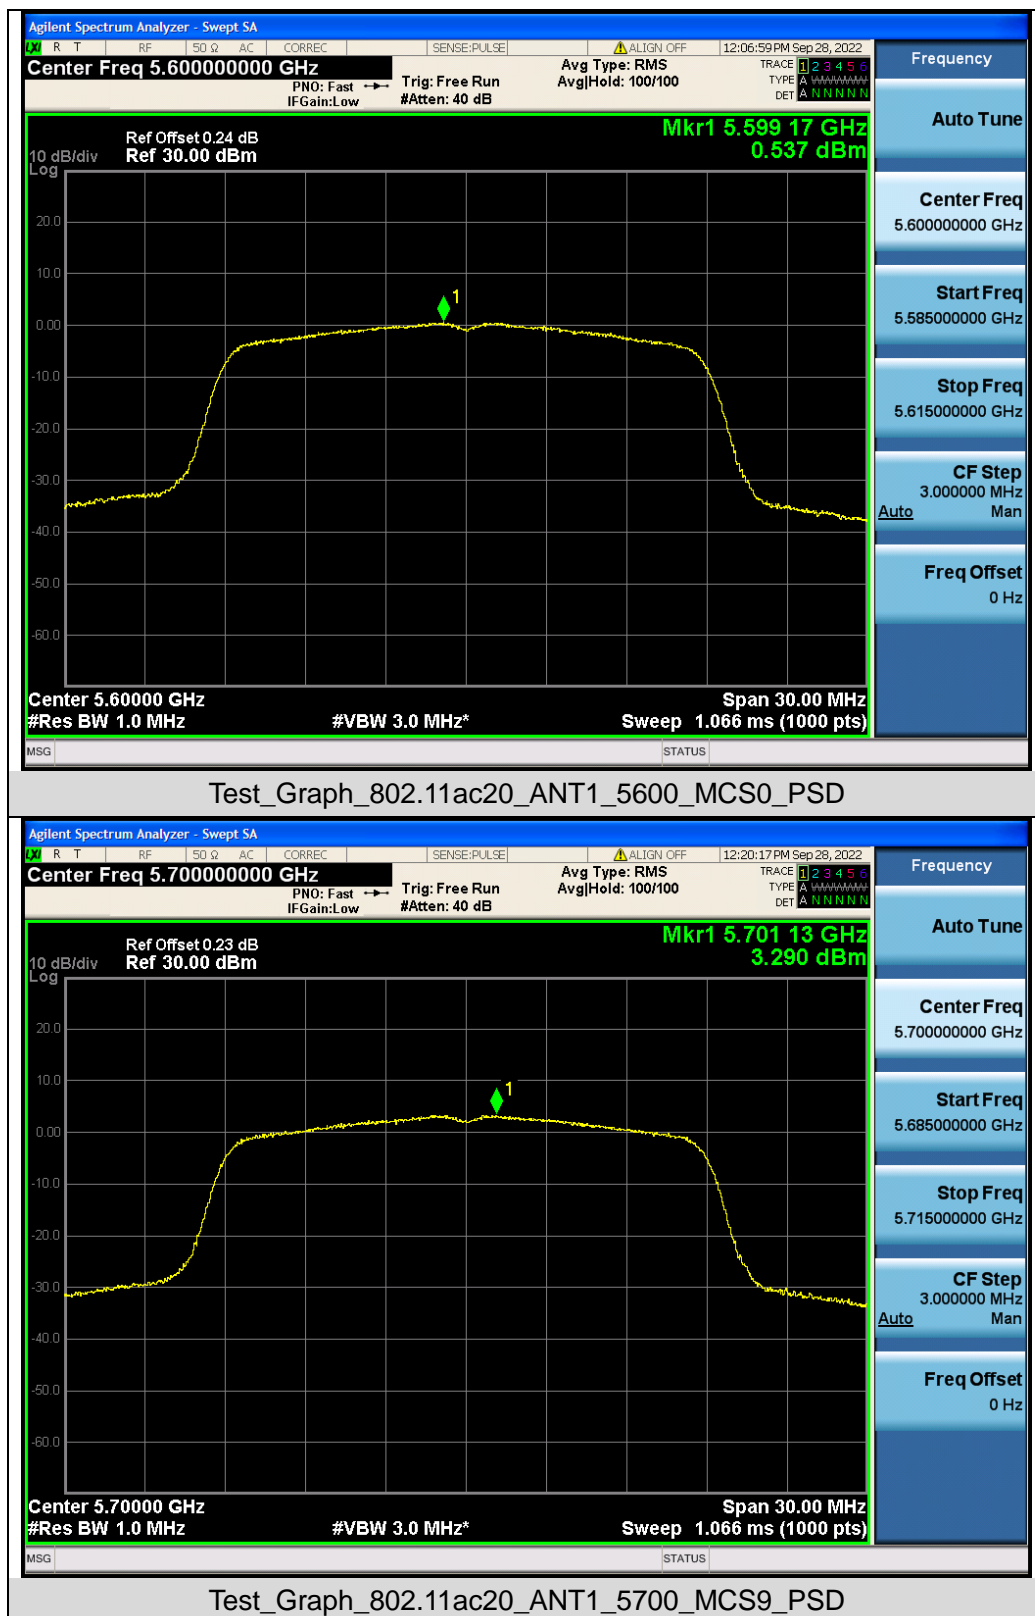 Agilent Spectrum Analyzer - Swept SA
LXI R T RF 50 Ω AC CORREC SENSE:PULSE ALIGN OFF 12:06:59 PM Sep 28, 2022
Center Freq 5.600000000 GHz
PNO: Fast
IFGain:Low
Trig: Free Run
#Atten: 40 dB
Avg Type: RMS
Avg|Hold: 100/100
TRACE 1 2 3 4 5 6
TYPE A WWWWW
DET A N N N N N
Frequency
Auto Tune
Center Freq
5.600000000 GHz
Start Freq
5.585000000 GHz
Stop Freq
5.615000000 GHz
CF Step
3.000000 MHz
Auto Man
Freq Offset
0 Hz
Mkr1 5.599 17 GHz
0.537 dBm
Ref Offset 0.24 dB
10 dB/div Ref 30.00 dBm
Log
1
20.0
10.0
0.00
-10.0
-20.0
-30.0
-40.0
-50.0
-60.0
Center 5.60000 GHz Span 30.00 MHz
#Res BW 1.0 MHz #VBW 3.0 MHz* Sweep 1.066 ms (1000 pts)
MSG STATUS
Test_Graph_802.11ac20_ANT1_5600_MCS0_PSD
Agilent Spectrum Analyzer - Swept SA
LXI R T RF 50 Ω AC CORREC SENSE:PULSE ALIGN OFF 12:20:17 PM Sep 28, 2022
Center Freq 5.700000000 GHz
PNO: Fast
IFGain:Low
Trig: Free Run
#Atten: 40 dB
Avg Type: RMS
Avg|Hold: 100/100
TRACE 1 2 3 4 5 6
TYPE A WWWWW
DET A N N N N N
Frequency
Auto Tune
Center Freq
5.700000000 GHz
Start Freq
5.685000000 GHz
Stop Freq
5.715000000 GHz
CF Step
3.000000 MHz
Auto Man
Freq Offset
0 Hz
Mkr1 5.701 13 GHz
3.290 dBm
Ref Offset 0.23 dB
10 dB/div Ref 30.00 dBm
Log
1
20.0
10.0
0.00
-10.0
-20.0
-30.0
-40.0
-50.0
-60.0
Center 5.70000 GHz Span 30.00 MHz
#Res BW 1.0 MHz #VBW 3.0 MHz* Sweep 1.066 ms (1000 pts)
MSG STATUS
Test_Graph_802.11ac20_ANT1_5700_MCS9_PSD